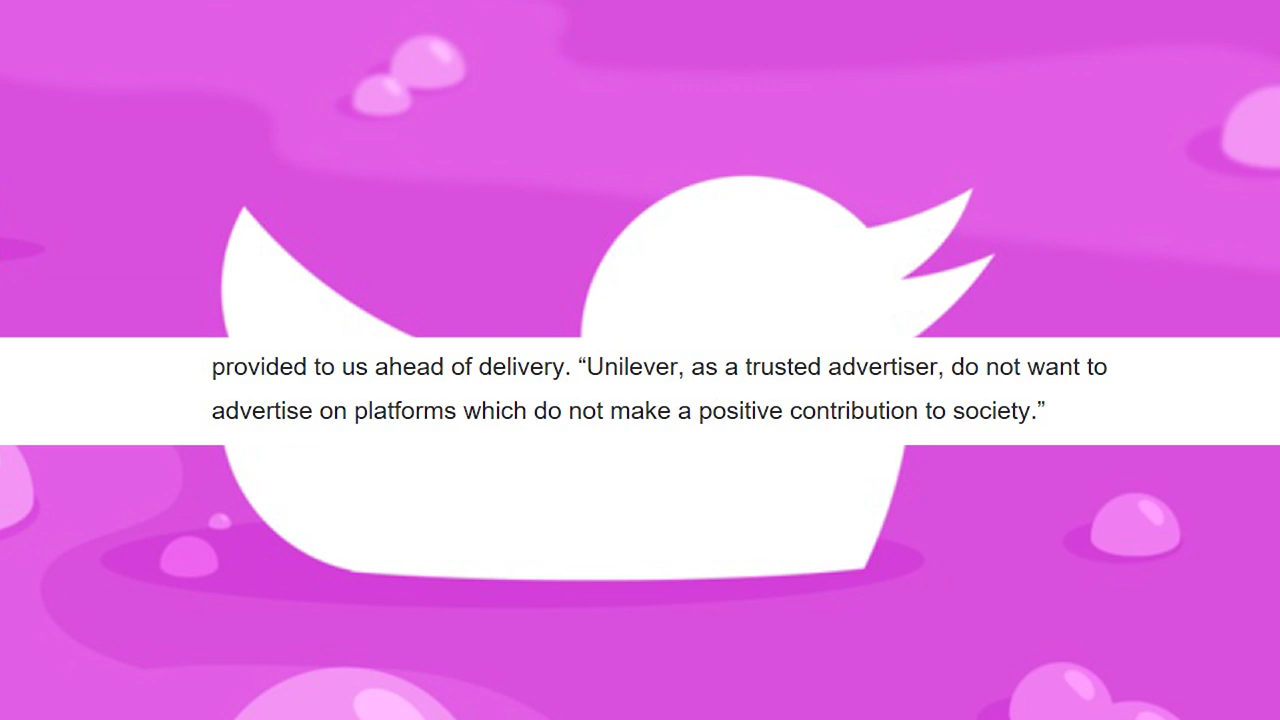 provided to us ahead of delivery. “Unilever, as a trusted advertiser, do not want to
advertise on platforms which do not make a positive contribution to society.”